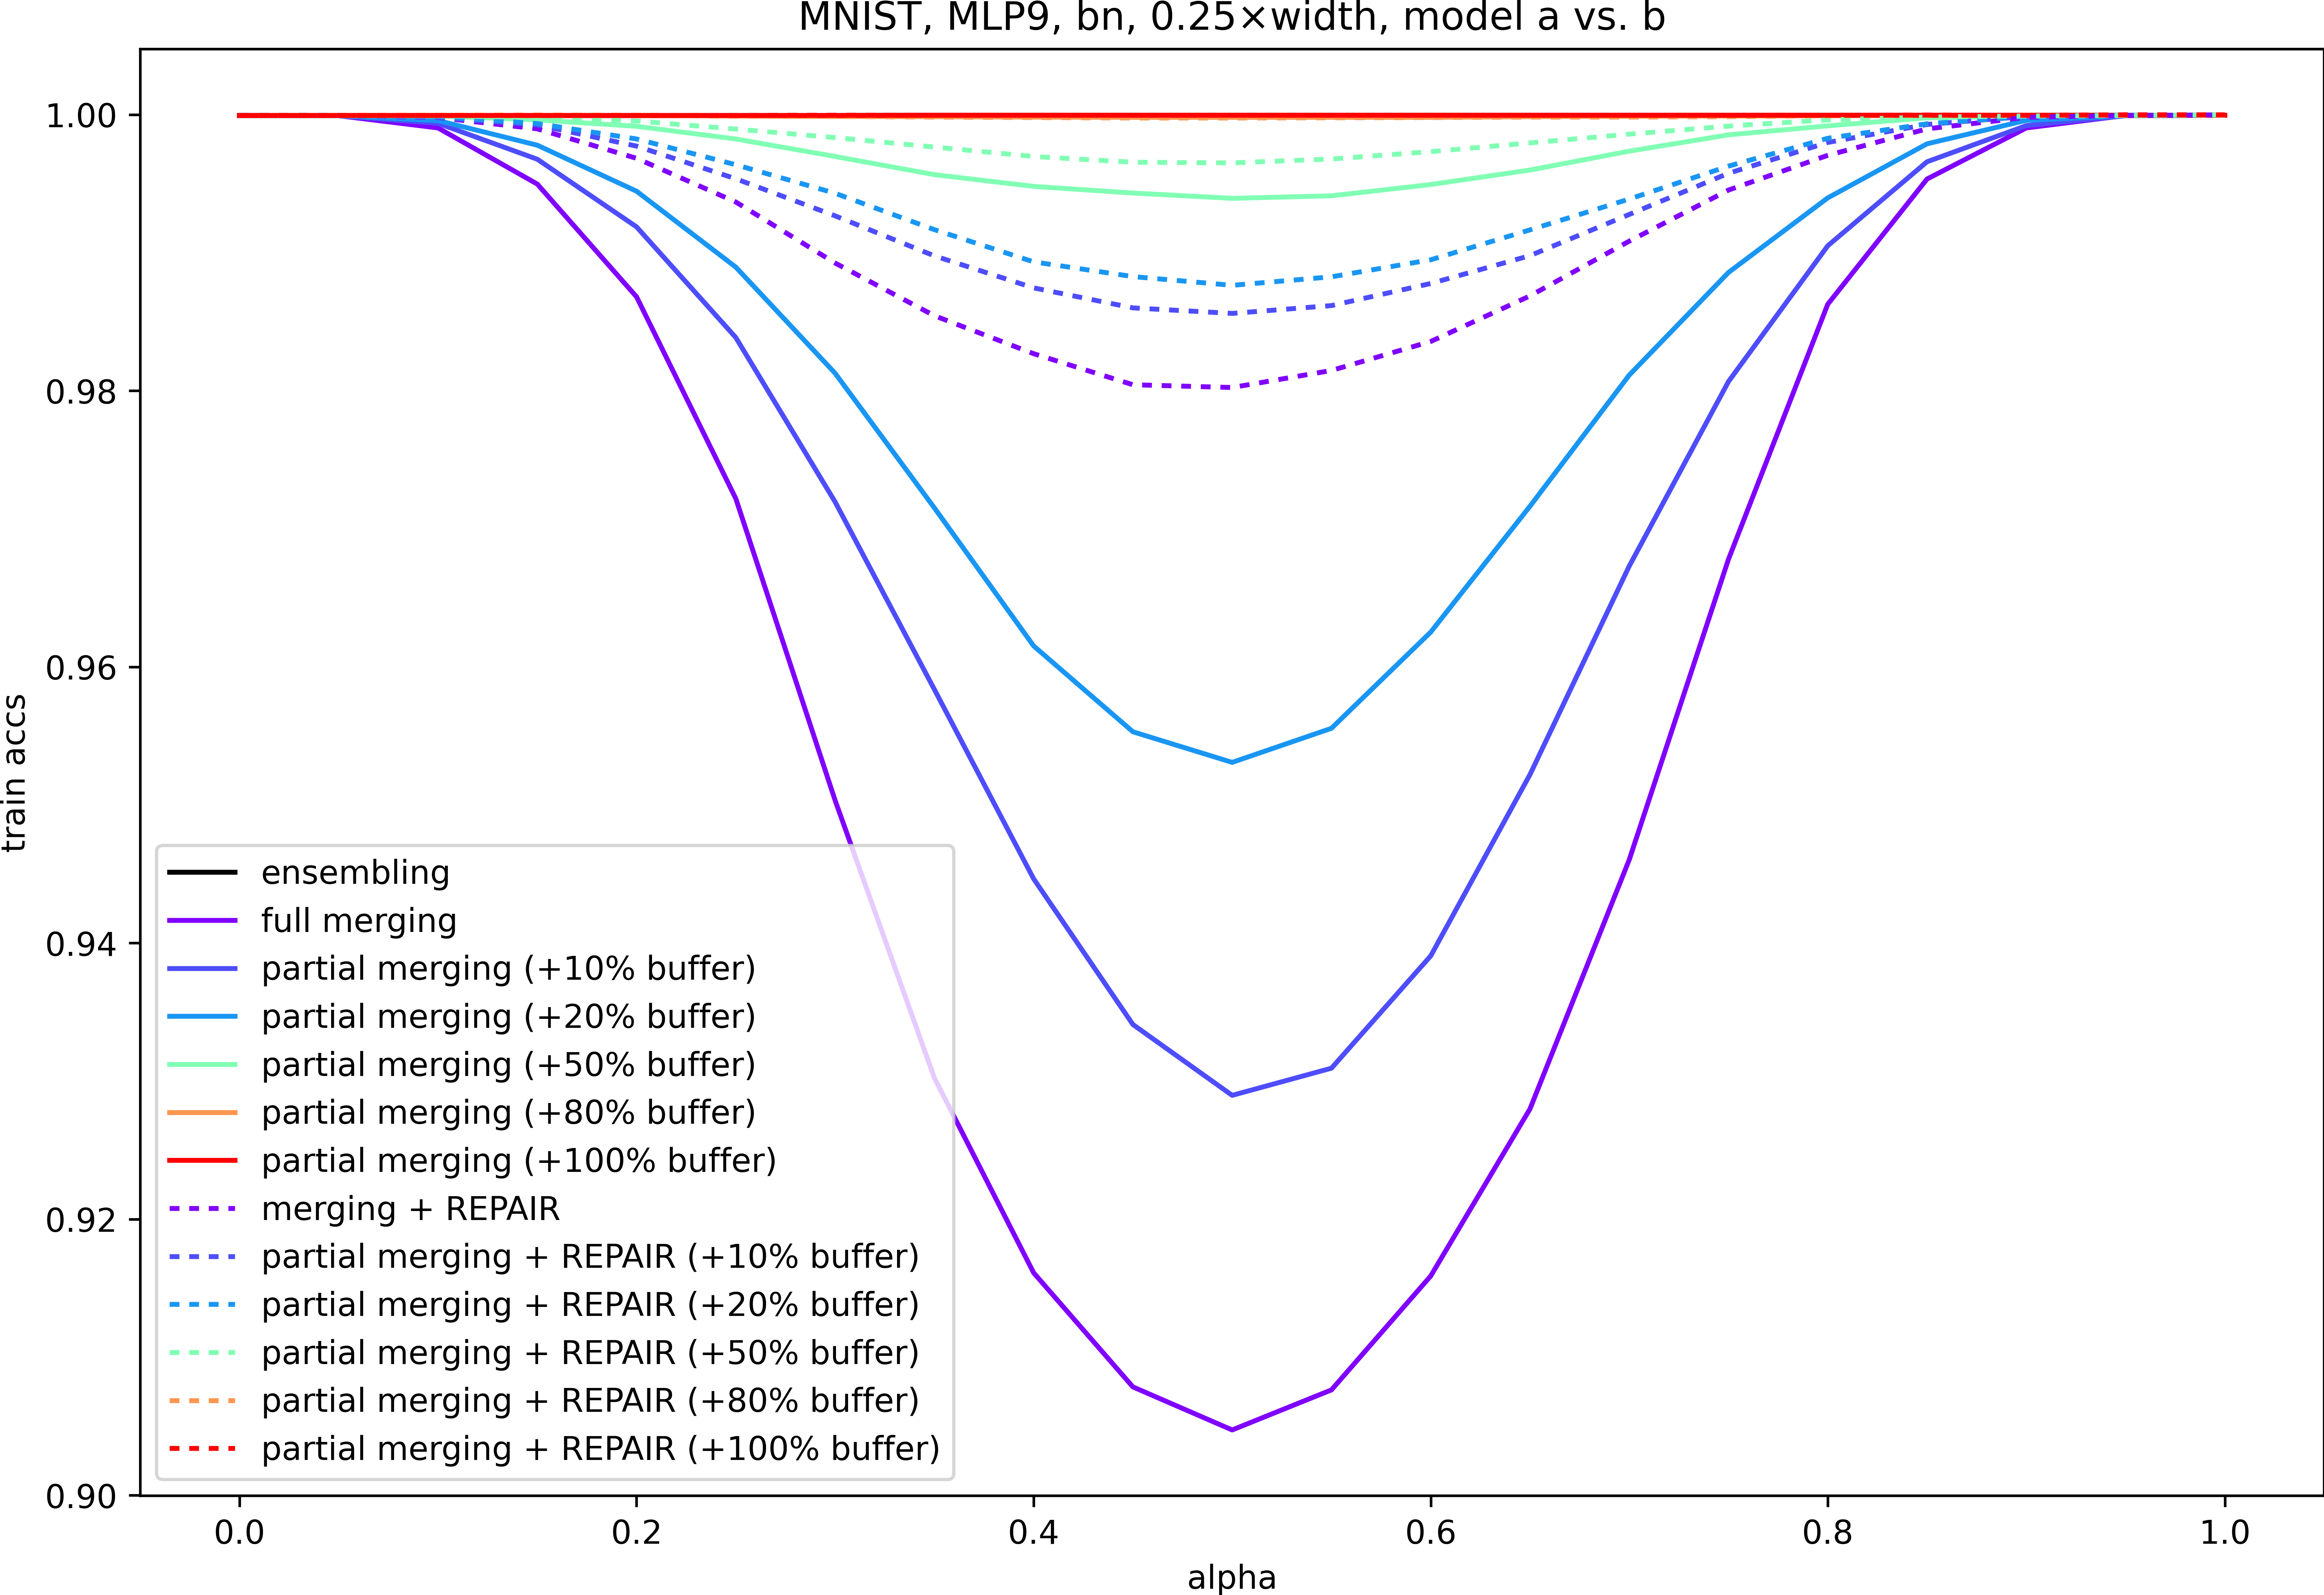 MNIST, MLP9, bn, 0.25×width, model a vs. b
train accs
1.00
0.98
0.96
0.94
0.92
0.90
ensembling
full merging
partial merging (+10% buffer)
partial merging (+20% buffer)
partial merging (+50% buffer)
partial merging (+80% buffer)
partial merging (+100% buffer)
merging + REPAIR
partial merging + REPAIR (+10% buffer)
partial merging + REPAIR (+20% buffer)
partial merging + REPAIR (+50% buffer)
partial merging + REPAIR (+80% buffer)
partial merging + REPAIR (+100% buffer)
0.0 0.2 0.4 0.6 0.8 1.0
alpha